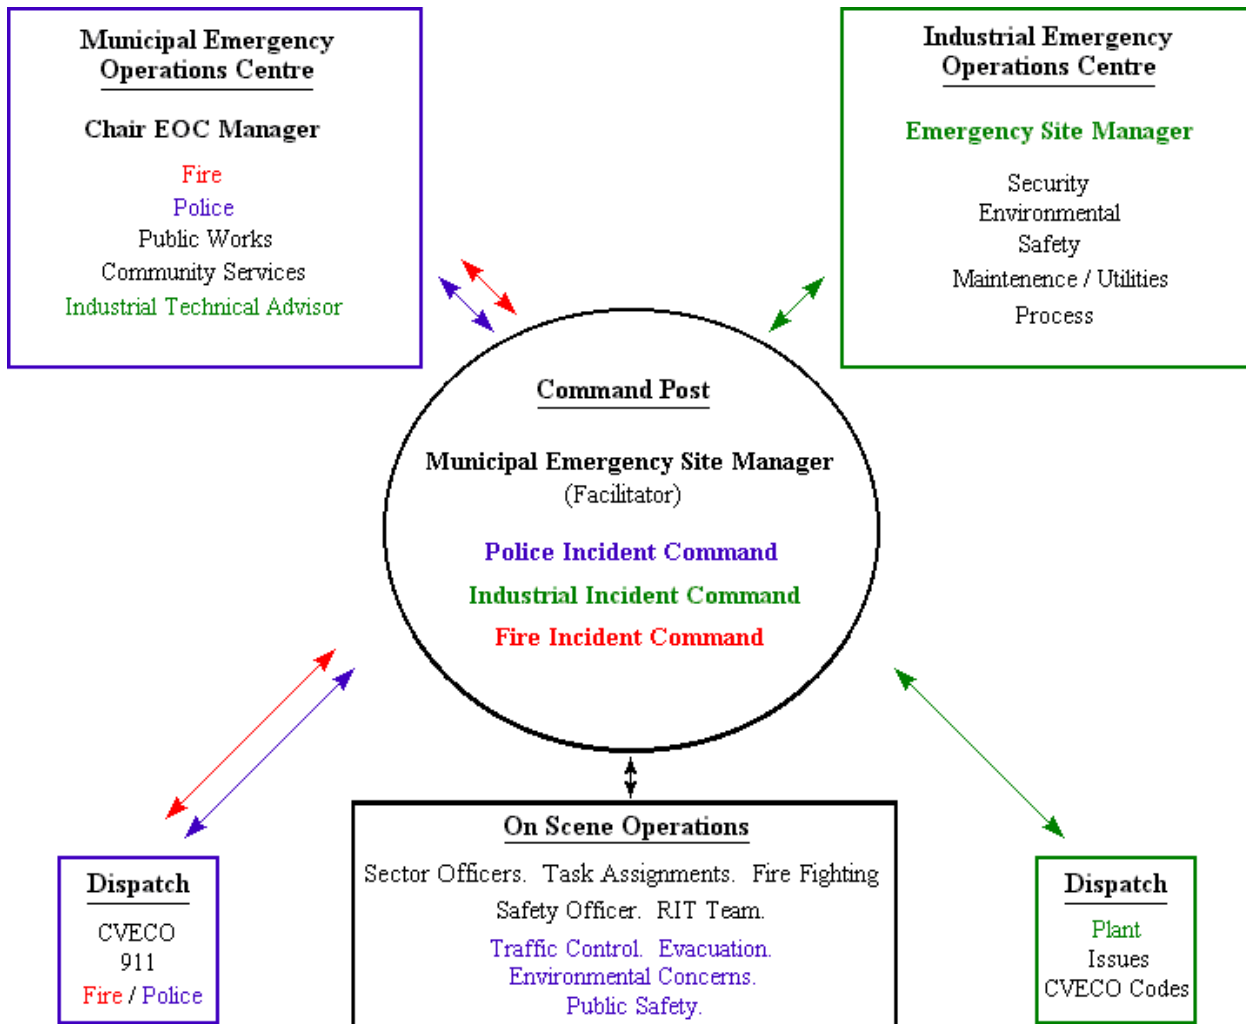 Municipal Emergency
Operations Centre
Chair EOC Manager
Fire
Police
Public Works
Community Services
Industrial Technical Advisor
Industrial Emergency
Operations Centre
Emergency Site Manager
Security
Environmental
Safety
Maintenence / Utilities
Process
Command Post
Municipal Emergency Site Manager
(Facilitator)
Police Incident Command
Industrial Incident Command
Fire Incident Command
Dispatch
CVECO
911
Fire / Police
On Scene Operations
Sector Officers. Task Assignments. Fire Fighting
Safety Officer. RIT Team.
Traffic Control. Evacuation.
Environmental Concerns.
Public Safety.
Dispatch
Plant
Issues
CVECO Codes